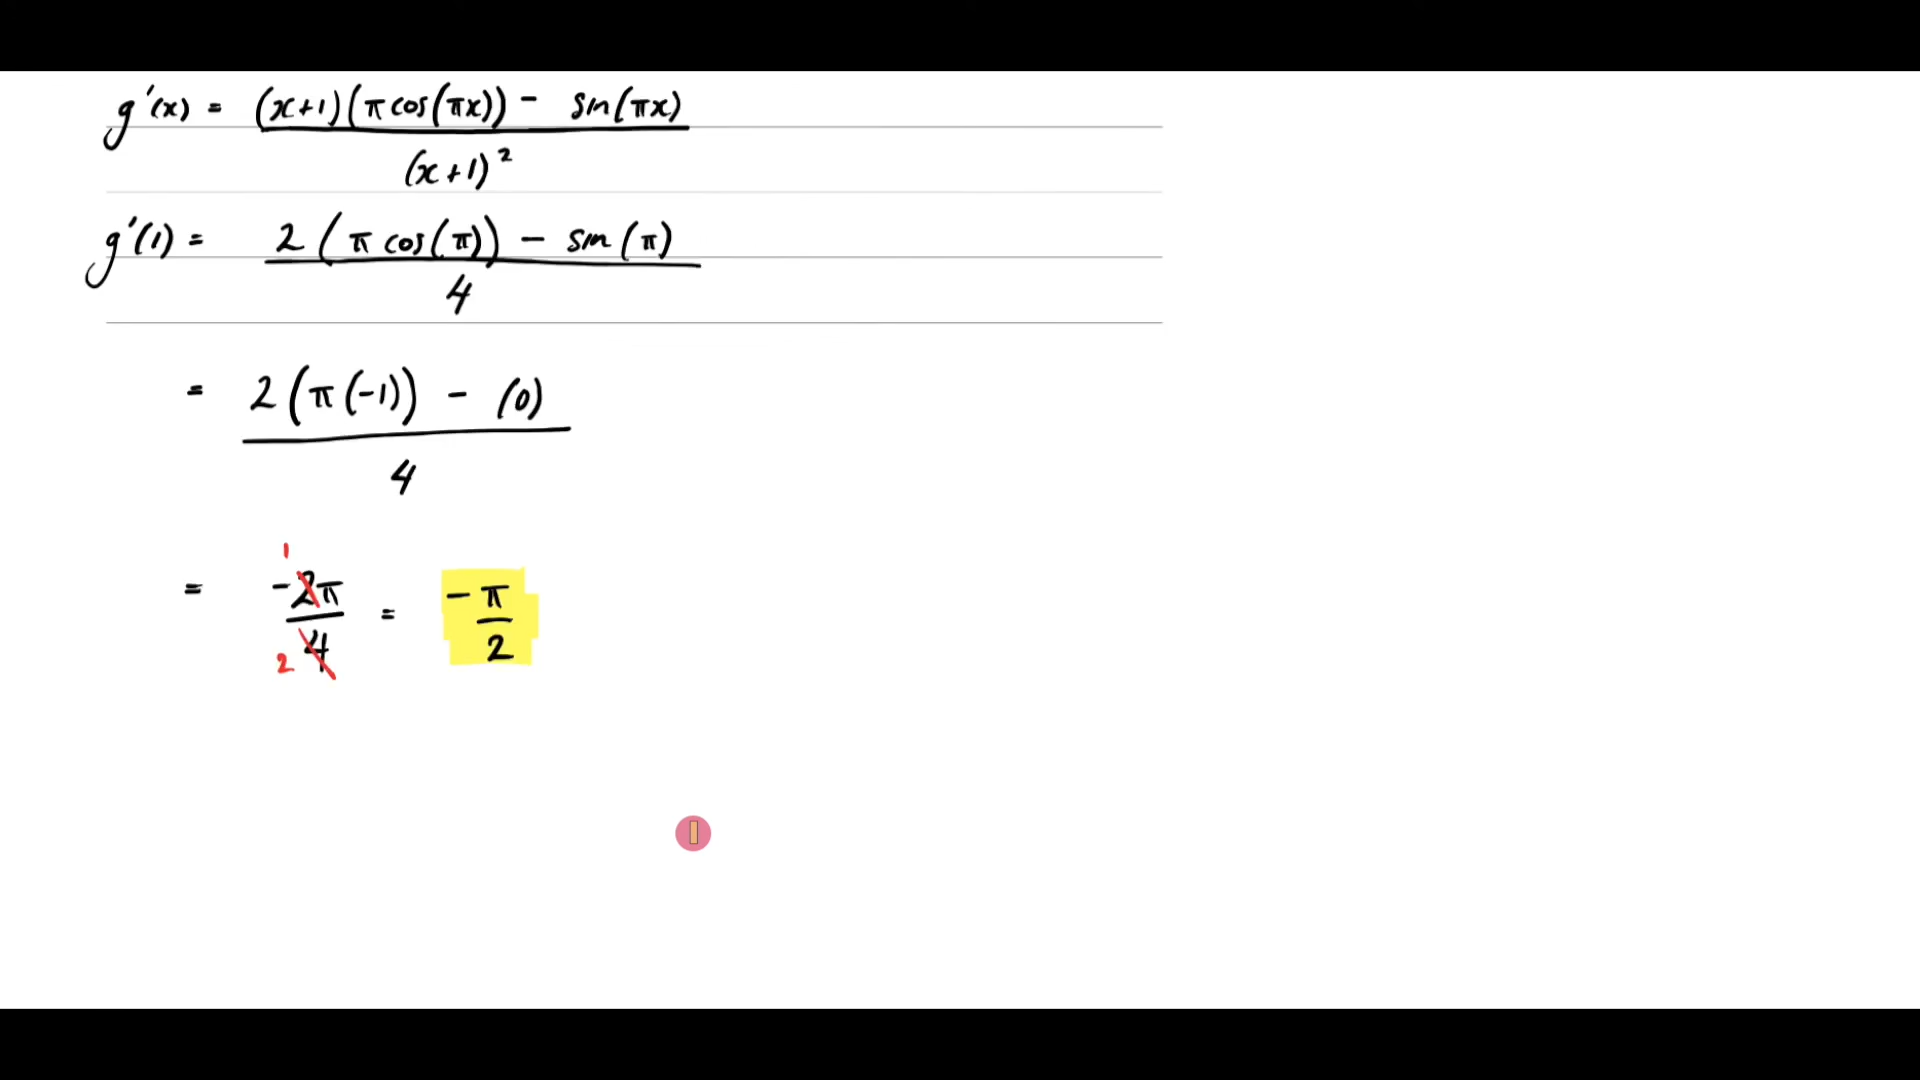 g'(x) = (x+1)(π cos(πx)) - sin(πx)
(x+1)²
g'(1) = 2 (π cos(π)) - sin(π)
4
= 2 (π(-1)) - (0)
4
1
= -2π = -π
2 4 2